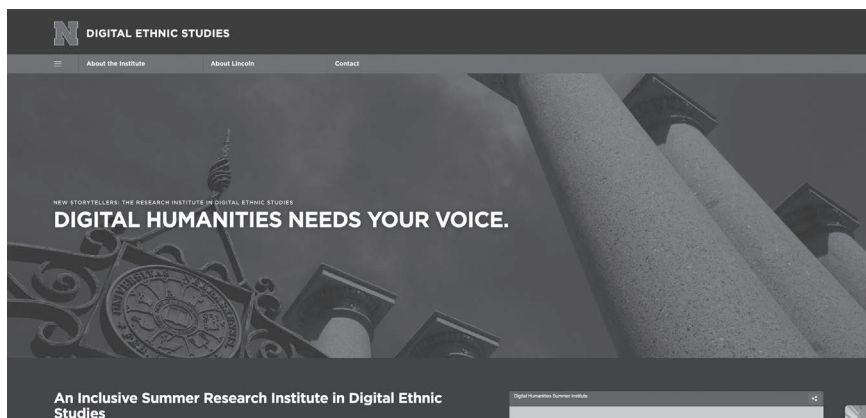 N
DIGITAL ETHNIC STUDIES
About the Institute
About Lincoln
Contact
NEW STORYTELLERS: THE RESEARCH INSTITUTE IN DIGITAL ETHNIC STUDIES
DIGITAL HUMANITIES NEEDS YOUR VOICE.
UNIVERSITAS
An Inclusive Summer Research Institute in Digital Ethnic
Studies
Digital Humanities Summer Institute